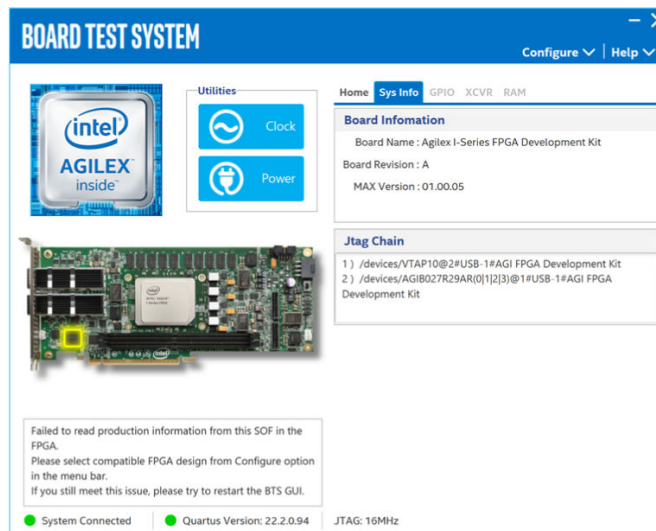 BOARD TEST SYSTEM
Configure
Help
intel
AGILEX
inside
Utilities
Clock
Power
Home
Sys Info
GPIO
XCVR
RAM
Board Infomation
Board Name : Agilex I-Series FPGA Development Kit
Board Revision : A
MAX Version : 01.00.05
Jtag Chain
1 ) /devices/VTAP10@2#USB-1#AGI FPGA Development Kit
2 ) /devices/AGIB027R29AR(0|1|2|3)@1#USB-1#AGI FPGA
Development Kit
intel
Failed to read production information from this SOF in the
FPGA.
Please select compatible FPGA design from Configure option
in the menu bar.
If you still meet this issue, please try to restart the BTS GUI.
System Connected
Quartus Version: 22.2.0.94
JTAG: 16MHz